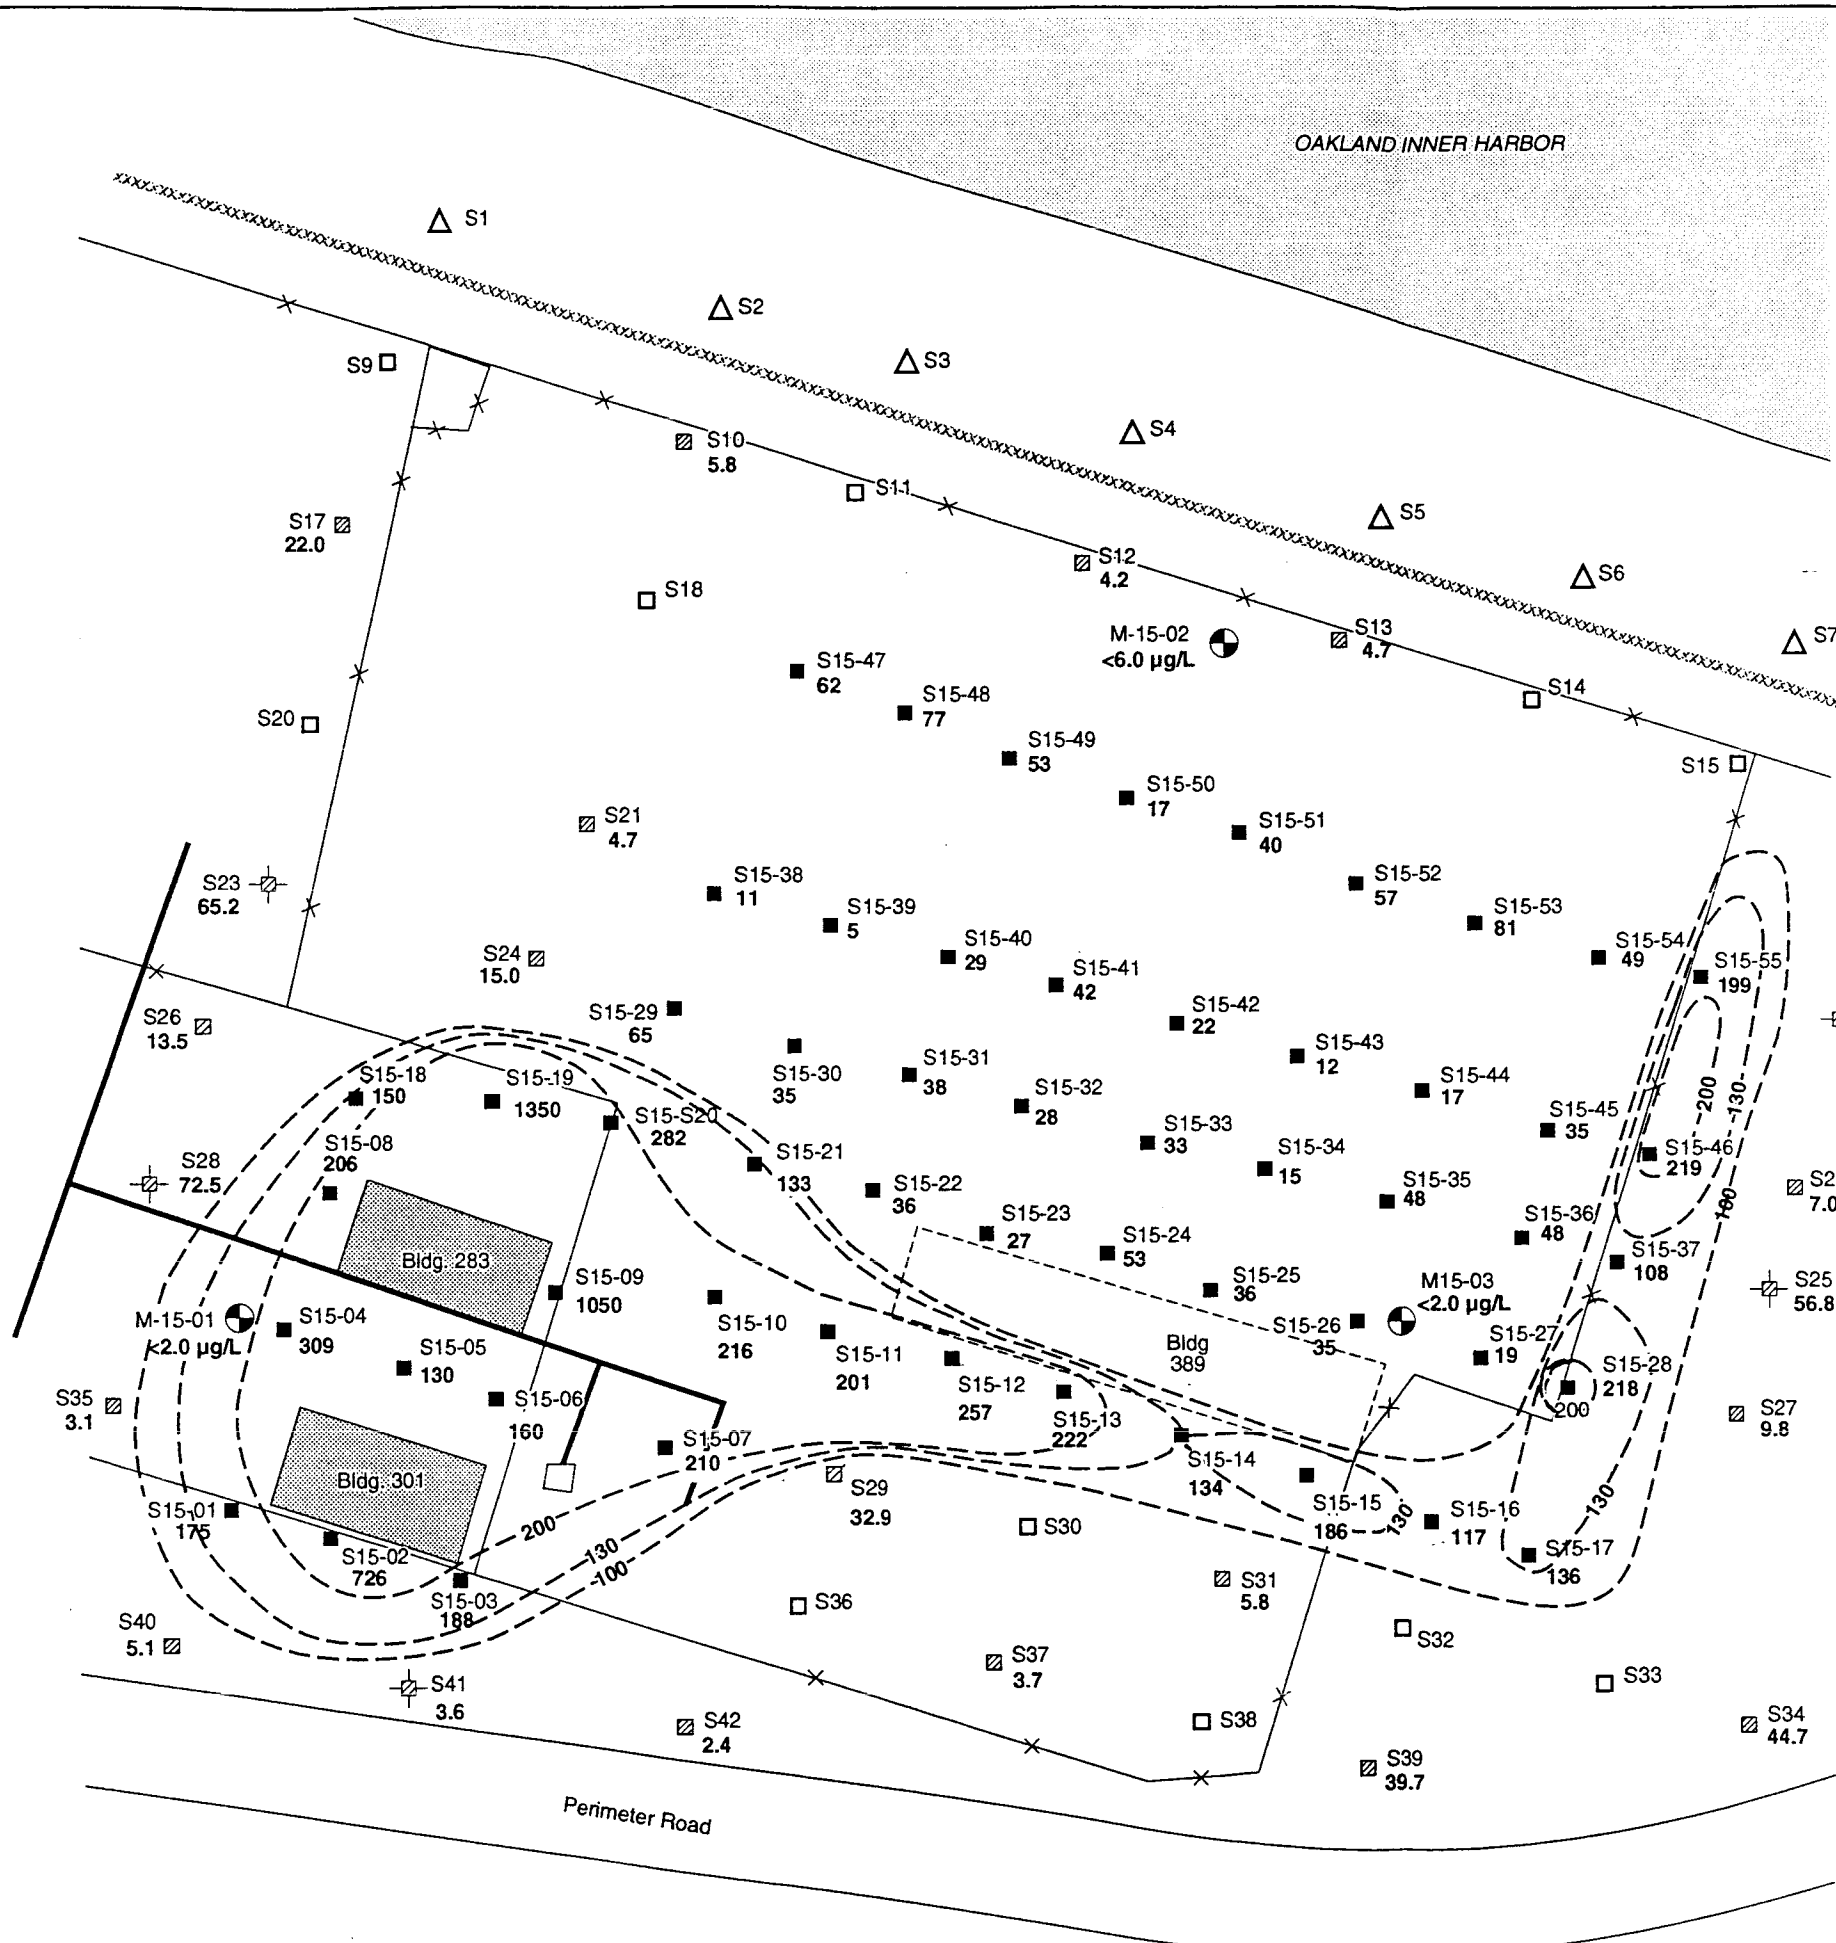 OAKLAND INNER HARBOR
S1
S2
S3
S4
S5
S6
S7
S9
S10
5.8
S11
S12
4.2
S13
4.7
S14
S15
S17
22.0
S18
M-15-02
<6.0 µg/L
S15-47
62
S15-48
77
S15-49
53
S15-50
17
S15-51
40
S15-52
57
S15-53
81
S15-54
49
S15-55
199
S20
S21
4.7
S23
65.2
S15-38
11
S15-39
5
S15-40
29
S15-41
42
S15-42
22
S15-43
12
S15-44
17
S15-45
35
S15-46
219
200
130
100
S24
15.0
S26
13.5
S15-29
65
S15-30
35
S15-31
38
S15-32
28
S15-33
33
S15-34
15
S15-35
48
S15-36
48
S15-37
108
S2
7.0
S25
56.8
S15-18
150
S15-19
1350
S15-S20
282
S15-21
133
S15-22
36
S15-23
27
S15-24
53
S15-25
36
S15-26
35
M15-03
<2.0 µg/L
S15-27
19
S15-28
218
200
S27
9.8
S28
72.5
S15-08
206
Bldg. 283
S15-09
1050
S15-10
216
S15-11
201
S15-12
257
S15-13
222
Bldg
389
S15-14
134
S15-15
186
130
S15-16
117
S15-17
136
130
M-15-01
<2.0 µg/L
S15-04
309
S15-05
130
S15-06
160
S15-07
210
S35
3.1
Bldg. 301
S15-01
175
S15-02
726
S15-03
188
200
130
100
S29
32.9
S30
S31
5.8
S32
S33
S34
44.7
S36
S37
3.7
S38
S39
39.7
S40
5.1
S41
3.6
S42
2.4
Perimeter Road